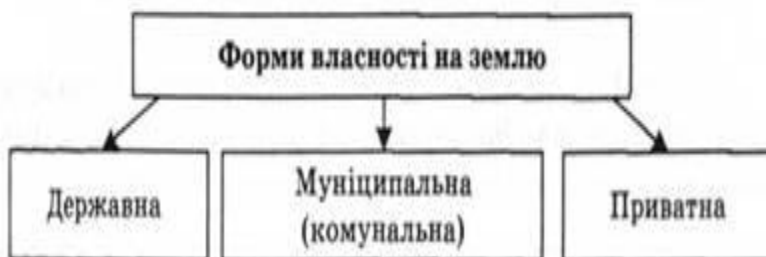 Форми власності на землю
Державна
Муніципальна
(комунальна)
Приватна